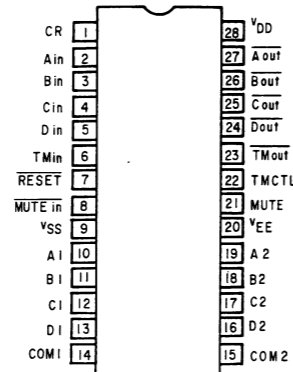 CR 1 28 VDD
Ain 2 27 A out
Bin 3 26 Bout
Cin 4 25 Cout
Din 5 24 Dout
TMin 6 23 TMout
RESET 7 22 TMCTL
MUTE in 8 21 MUTE
VSS 9 20 VEE
A1 10 19 A2
B1 11 18 B2
C1 12 17 C2
D1 13 16 D2
COM1 14 15 COM2